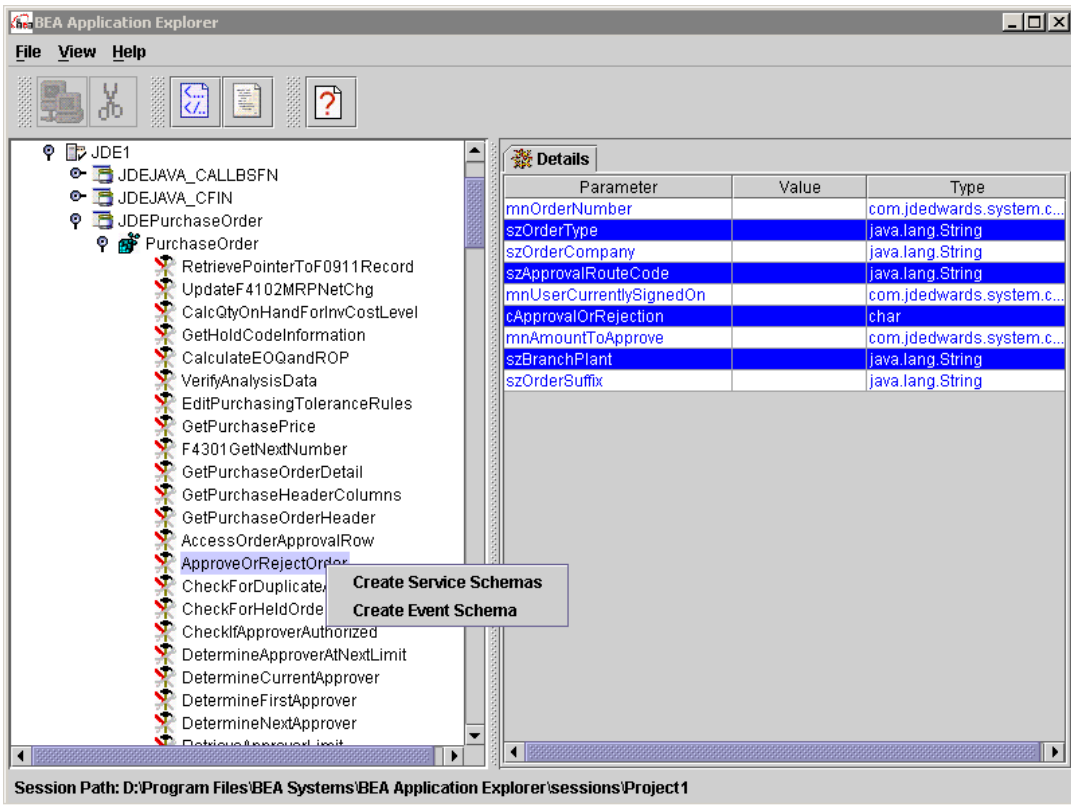 BEA Application Explorer
File View Help
JDE1
JDEJAVA_CALLBSFN
JDEJAVA_CFIN
JDEPurchaseOrder
PurchaseOrder
RetrievePointerToF0911Record
UpdateF4102MRPNetChg
CalcQtyOnHandForInvCostLevel
GetHoldCodeInformation
CalculateEOQandROP
VerifyAnalysisData
EditPurchasingToleranceRules
GetPurchasePrice
F4301GetNextNumber
GetPurchaseOrderDetail
GetPurchaseHeaderColumns
GetPurchaseOrderHeader
AccessOrderApprovalRow
ApproveOrRejectOrder
CheckForDuplicate
CheckForHeldOrde
CheckIfApproverAuthorized
DetermineApproverAtNextLimit
DetermineCurrentApprover
DetermineFirstApprover
DetermineNextApprover
RetrieveApproverLimit
Create Service Schemas
Create Event Schema
Details
Parameter Value Type
mnOrderNumber com.jdedwards.system.c...
szOrderType java.lang.String
szOrderCompany java.lang.String
szApprovalRouteCode java.lang.String
mnUserCurrentlySignedOn com.jdedwards.system.c...
cApprovalOrRejection char
mnAmountToApprove com.jdedwards.system.c...
szBranchPlant java.lang.String
szOrderSuffix java.lang.String
Session Path: D:\Program Files\BEA Systems\BEA Application Explorer\sessions\Project1